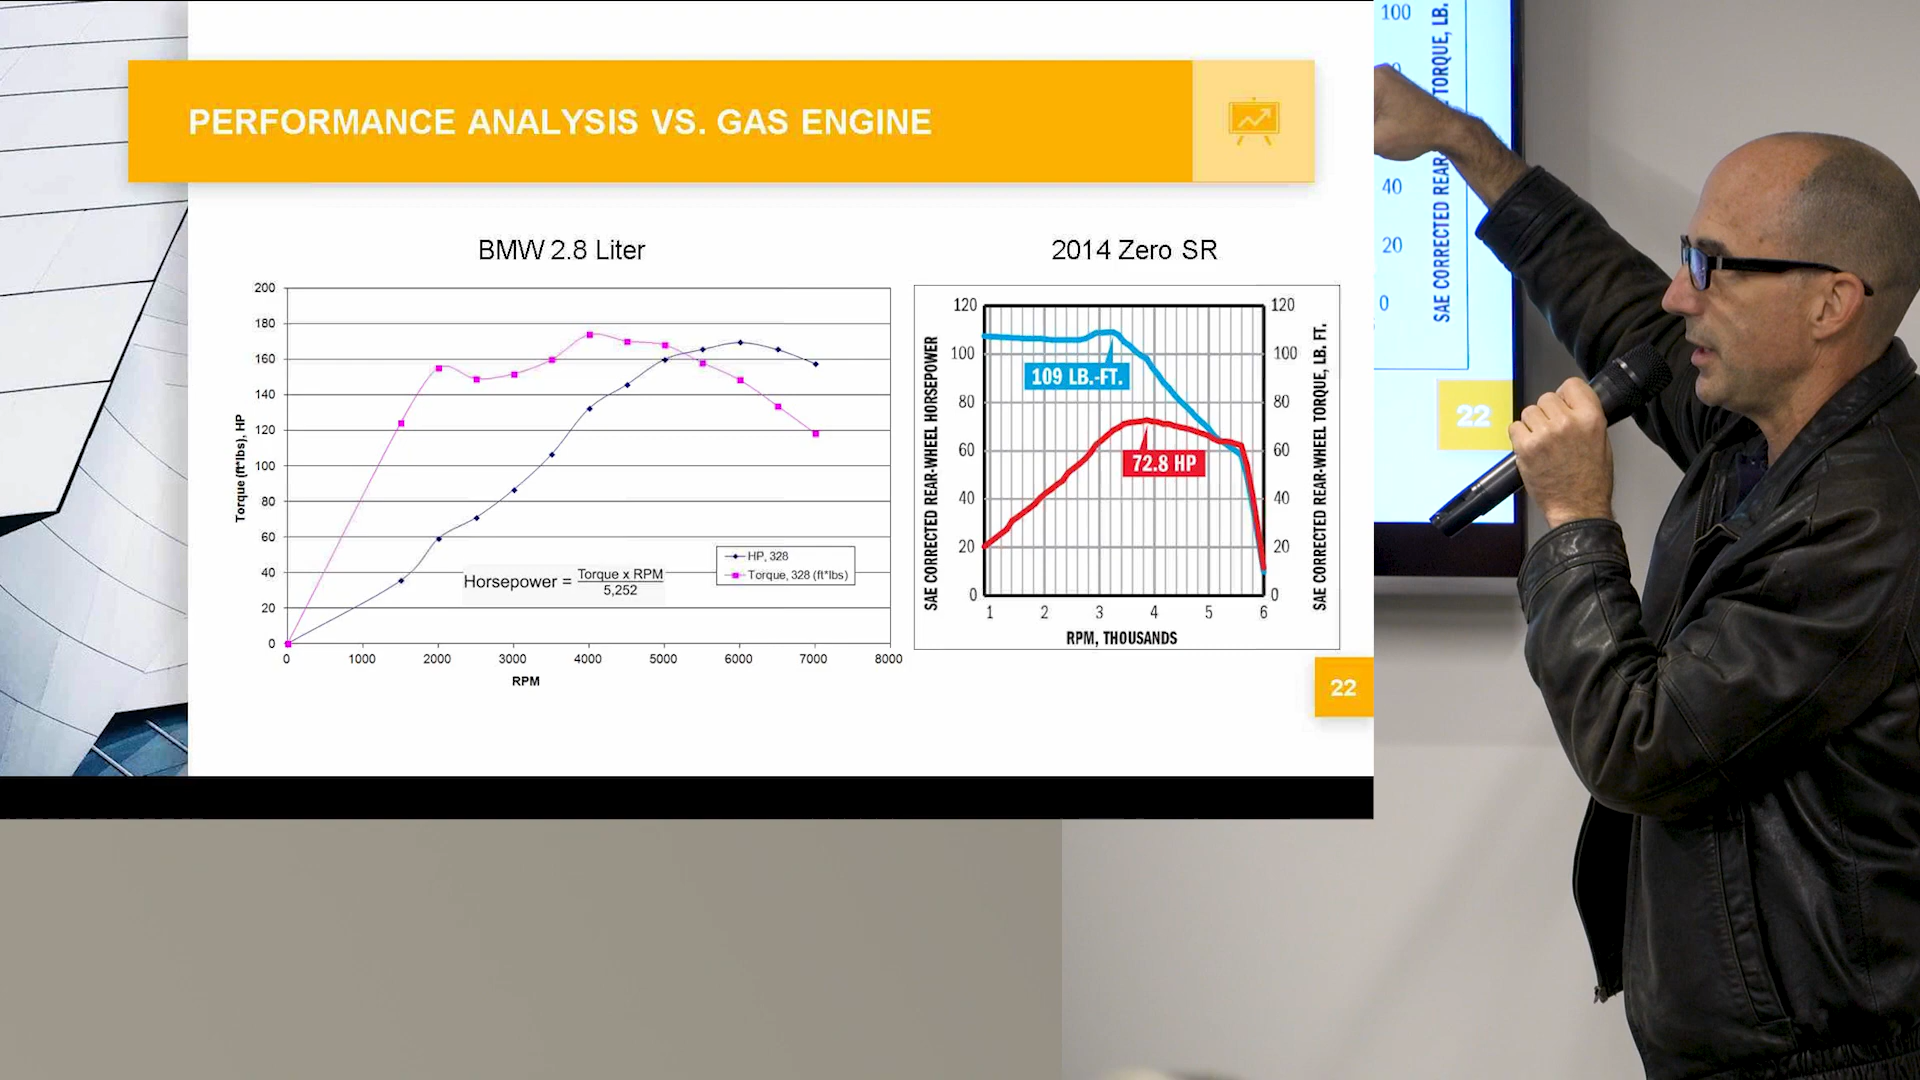 PERFORMANCE ANALYSIS VS. GAS ENGINE
BMW 2.8 Liter
200
180
160
140
120
100
80
60
40
20
0
Torque (ft*lbs), HP
0 1000 2000 3000 4000 5000 6000 7000 8000
RPM
HP, 328
Torque, 328 (ft*lbs)
Horsepower = Torque x RPM
5,252
2014 Zero SR
120
100
80
60
40
20
0
SAE CORRECTED REAR-WHEEL HORSEPOWER
109 LB.-FT.
72.8 HP
120
100
80
60
40
20
0
SAE CORRECTED REAR-WHEEL TORQUE, LB. FT.
1 2 3 4 5 6
RPM, THOUSANDS
22
100
40
20
0
SAE CORRECTED REAR
TORQUE, LB.
22